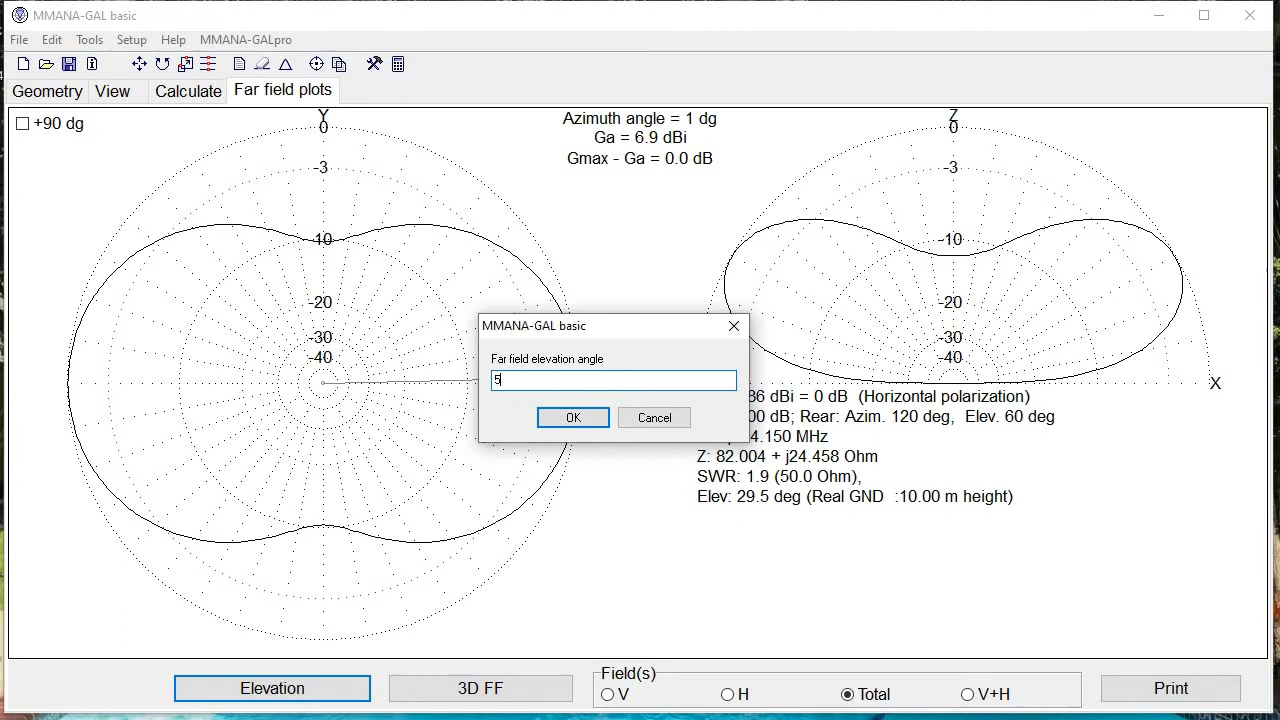 MMANA-GAL basic
File Edit Tools Setup Help MMANA-GALpro
Geometry View Calculate Far field plots
+90 dg
Y
0
-3
-10
-20
-30
-40
Azimuth angle = 1 dg
Ga = 6.9 dBi
Gmax - Ga = 0.0 dB
Z
0
-3
-10
-20
-30
-40
X
MMANA-GAL basic
Far field elevation angle
5
OK Cancel
86 dBi = 0 dB (Horizontal polarization)
00 dB; Rear: Azim. 120 deg, Elev. 60 deg
4.150 MHz
Z: 82.004 + j24.458 Ohm
SWR: 1.9 (50.0 Ohm),
Elev: 29.5 deg (Real GND :10.00 m height)
Elevation 3D FF
Field(s)
V H Total V+H
Print